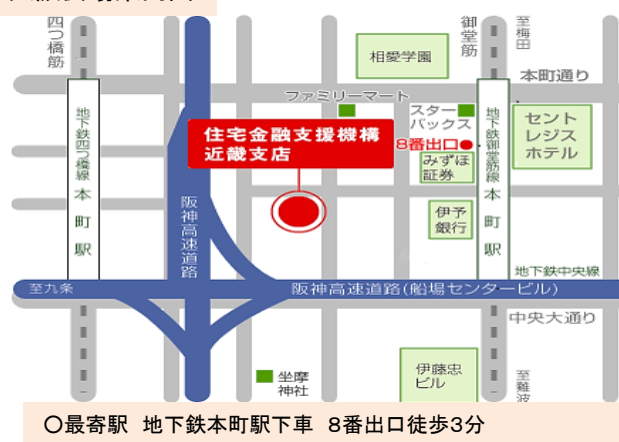 四つ橋筋
御堂筋
至梅田
相愛学園
本町通り
ファミリーマート
スター
バックス
セント
レジス
ホテル
地下鉄四つ橋線本町駅
住宅金融支援機構
近畿支店
8番出口
みずほ
証券
地下鉄御堂筋線本町駅
阪神高速道路
伊予
銀行
地下鉄中央線
至九条
阪神高速道路(船場センタービル)
中央大通り
坐摩
神社
伊藤忠
ビル
至難波
〇最寄駅 地下鉄本町駅下車 8番出口徒歩3分